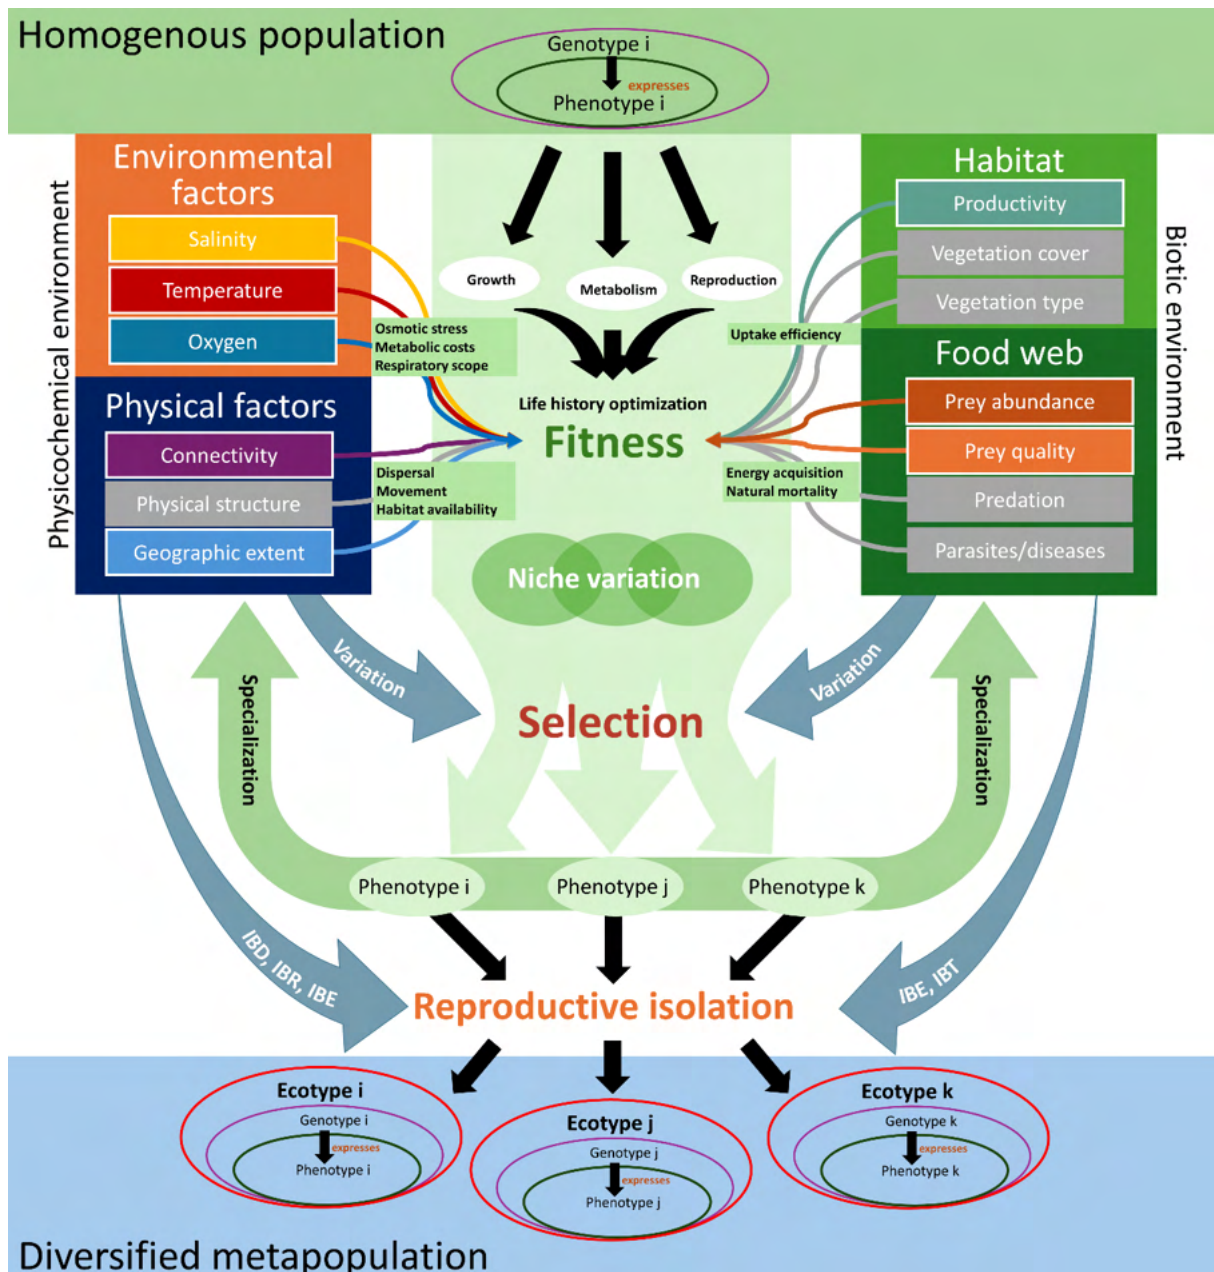 Homogenous population
Genotype i
expresses
Phenotype i
Physicochemical environment
Environmental
factors
Salinity
Temperature
Oxygen
Physical factors
Connectivity
Physical structure
Geographic extent
Growth
Metabolism
Reproduction
Osmotic stress
Metabolic costs
Respiratory scope
Dispersal
Movement
Habitat availability
Life history optimization
Fitness
Uptake efficiency
Energy acquisition
Natural mortality
Habitat
Productivity
Vegetation cover
Vegetation type
Food web
Prey abundance
Prey quality
Predation
Parasites/diseases
Biotic environment
Niche variation
Variation
Variation
Specialization
Specialization
Selection
Phenotype i
Phenotype j
Phenotype k
IBD, IBR, IBE
IBE, IBT
Reproductive isolation
Ecotype i
Genotype i
expresses
Phenotype i
Ecotype j
Genotype j
expresses
Phenotype j
Ecotype k
Genotype k
expresses
Phenotype k
Diversified metapopulation